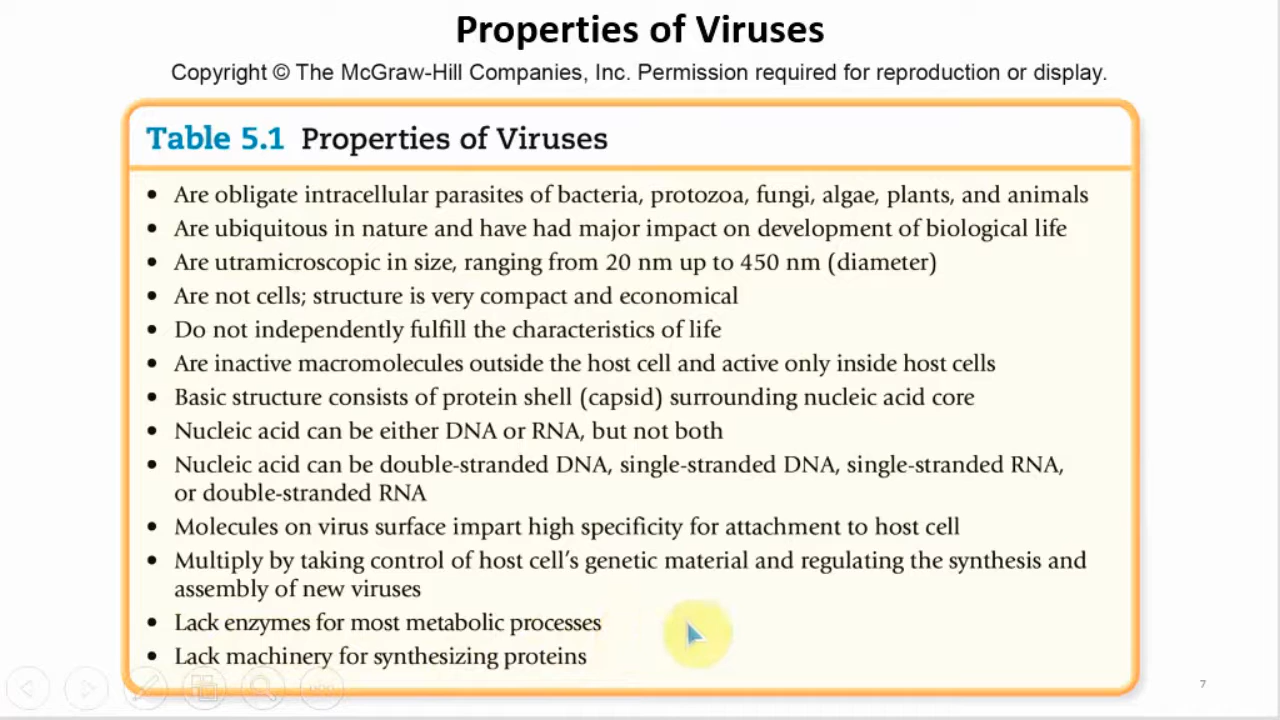 Properties of Viruses
Copyright © The McGraw-Hill Companies, Inc. Permission required for reproduction or display.
Table 5.1 Properties of Viruses
• Are obligate intracellular parasites of bacteria, protozoa, fungi, algae, plants, and animals
• Are ubiquitous in nature and have had major impact on development of biological life
• Are utramicroscopic in size, ranging from 20 nm up to 450 nm (diameter)
• Are not cells; structure is very compact and economical
• Do not independently fulfill the characteristics of life
• Are inactive macromolecules outside the host cell and active only inside host cells
• Basic structure consists of protein shell (capsid) surrounding nucleic acid core
• Nucleic acid can be either DNA or RNA, but not both
• Nucleic acid can be double-stranded DNA, single-stranded DNA, single-stranded RNA,
or double-stranded RNA
• Molecules on virus surface impart high specificity for attachment to host cell
• Multiply by taking control of host cell's genetic material and regulating the synthesis and
assembly of new viruses
• Lack enzymes for most metabolic processes
• Lack machinery for synthesizing proteins
7